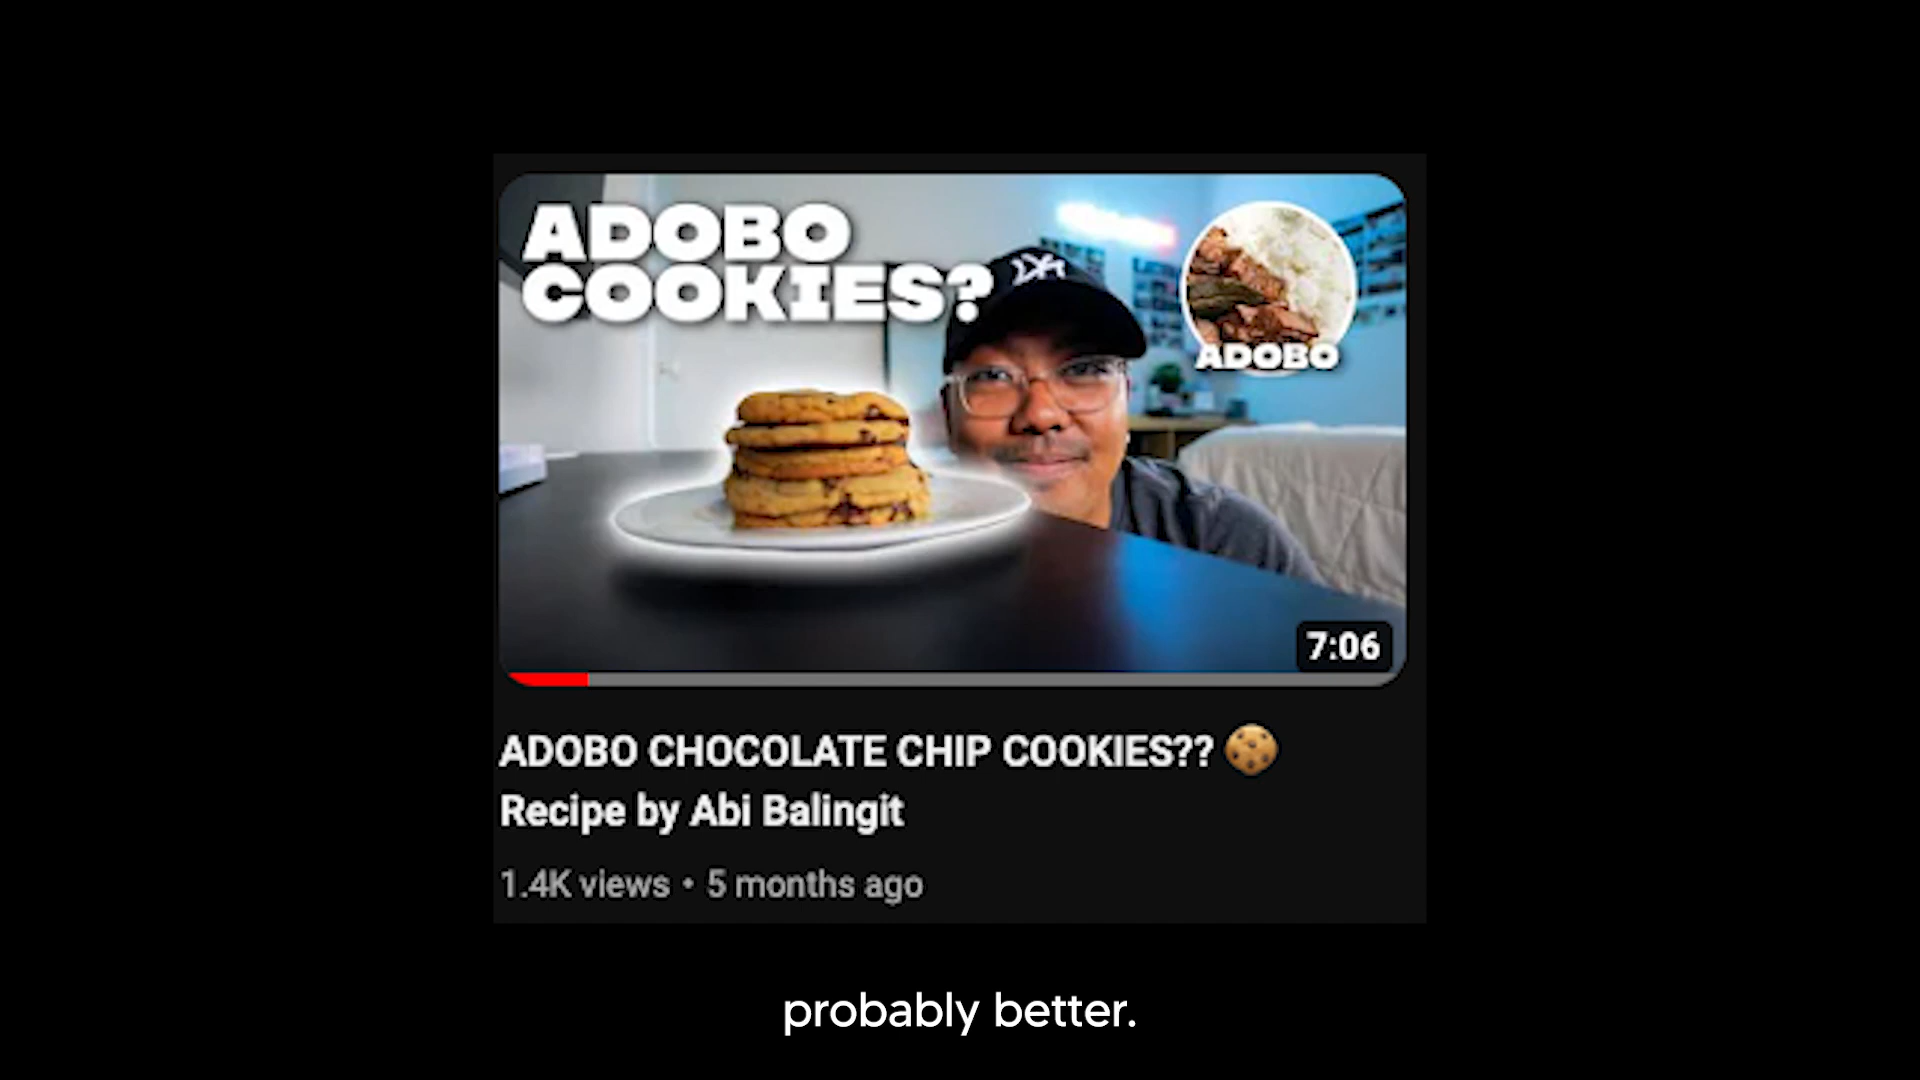 ADOBO
COOKIES?
ADOBO
7:06
ADOBO CHOCOLATE CHIP COOKIES?? 🍪
Recipe by Abi Balingit
1.4K views • 5 months ago
probably better.